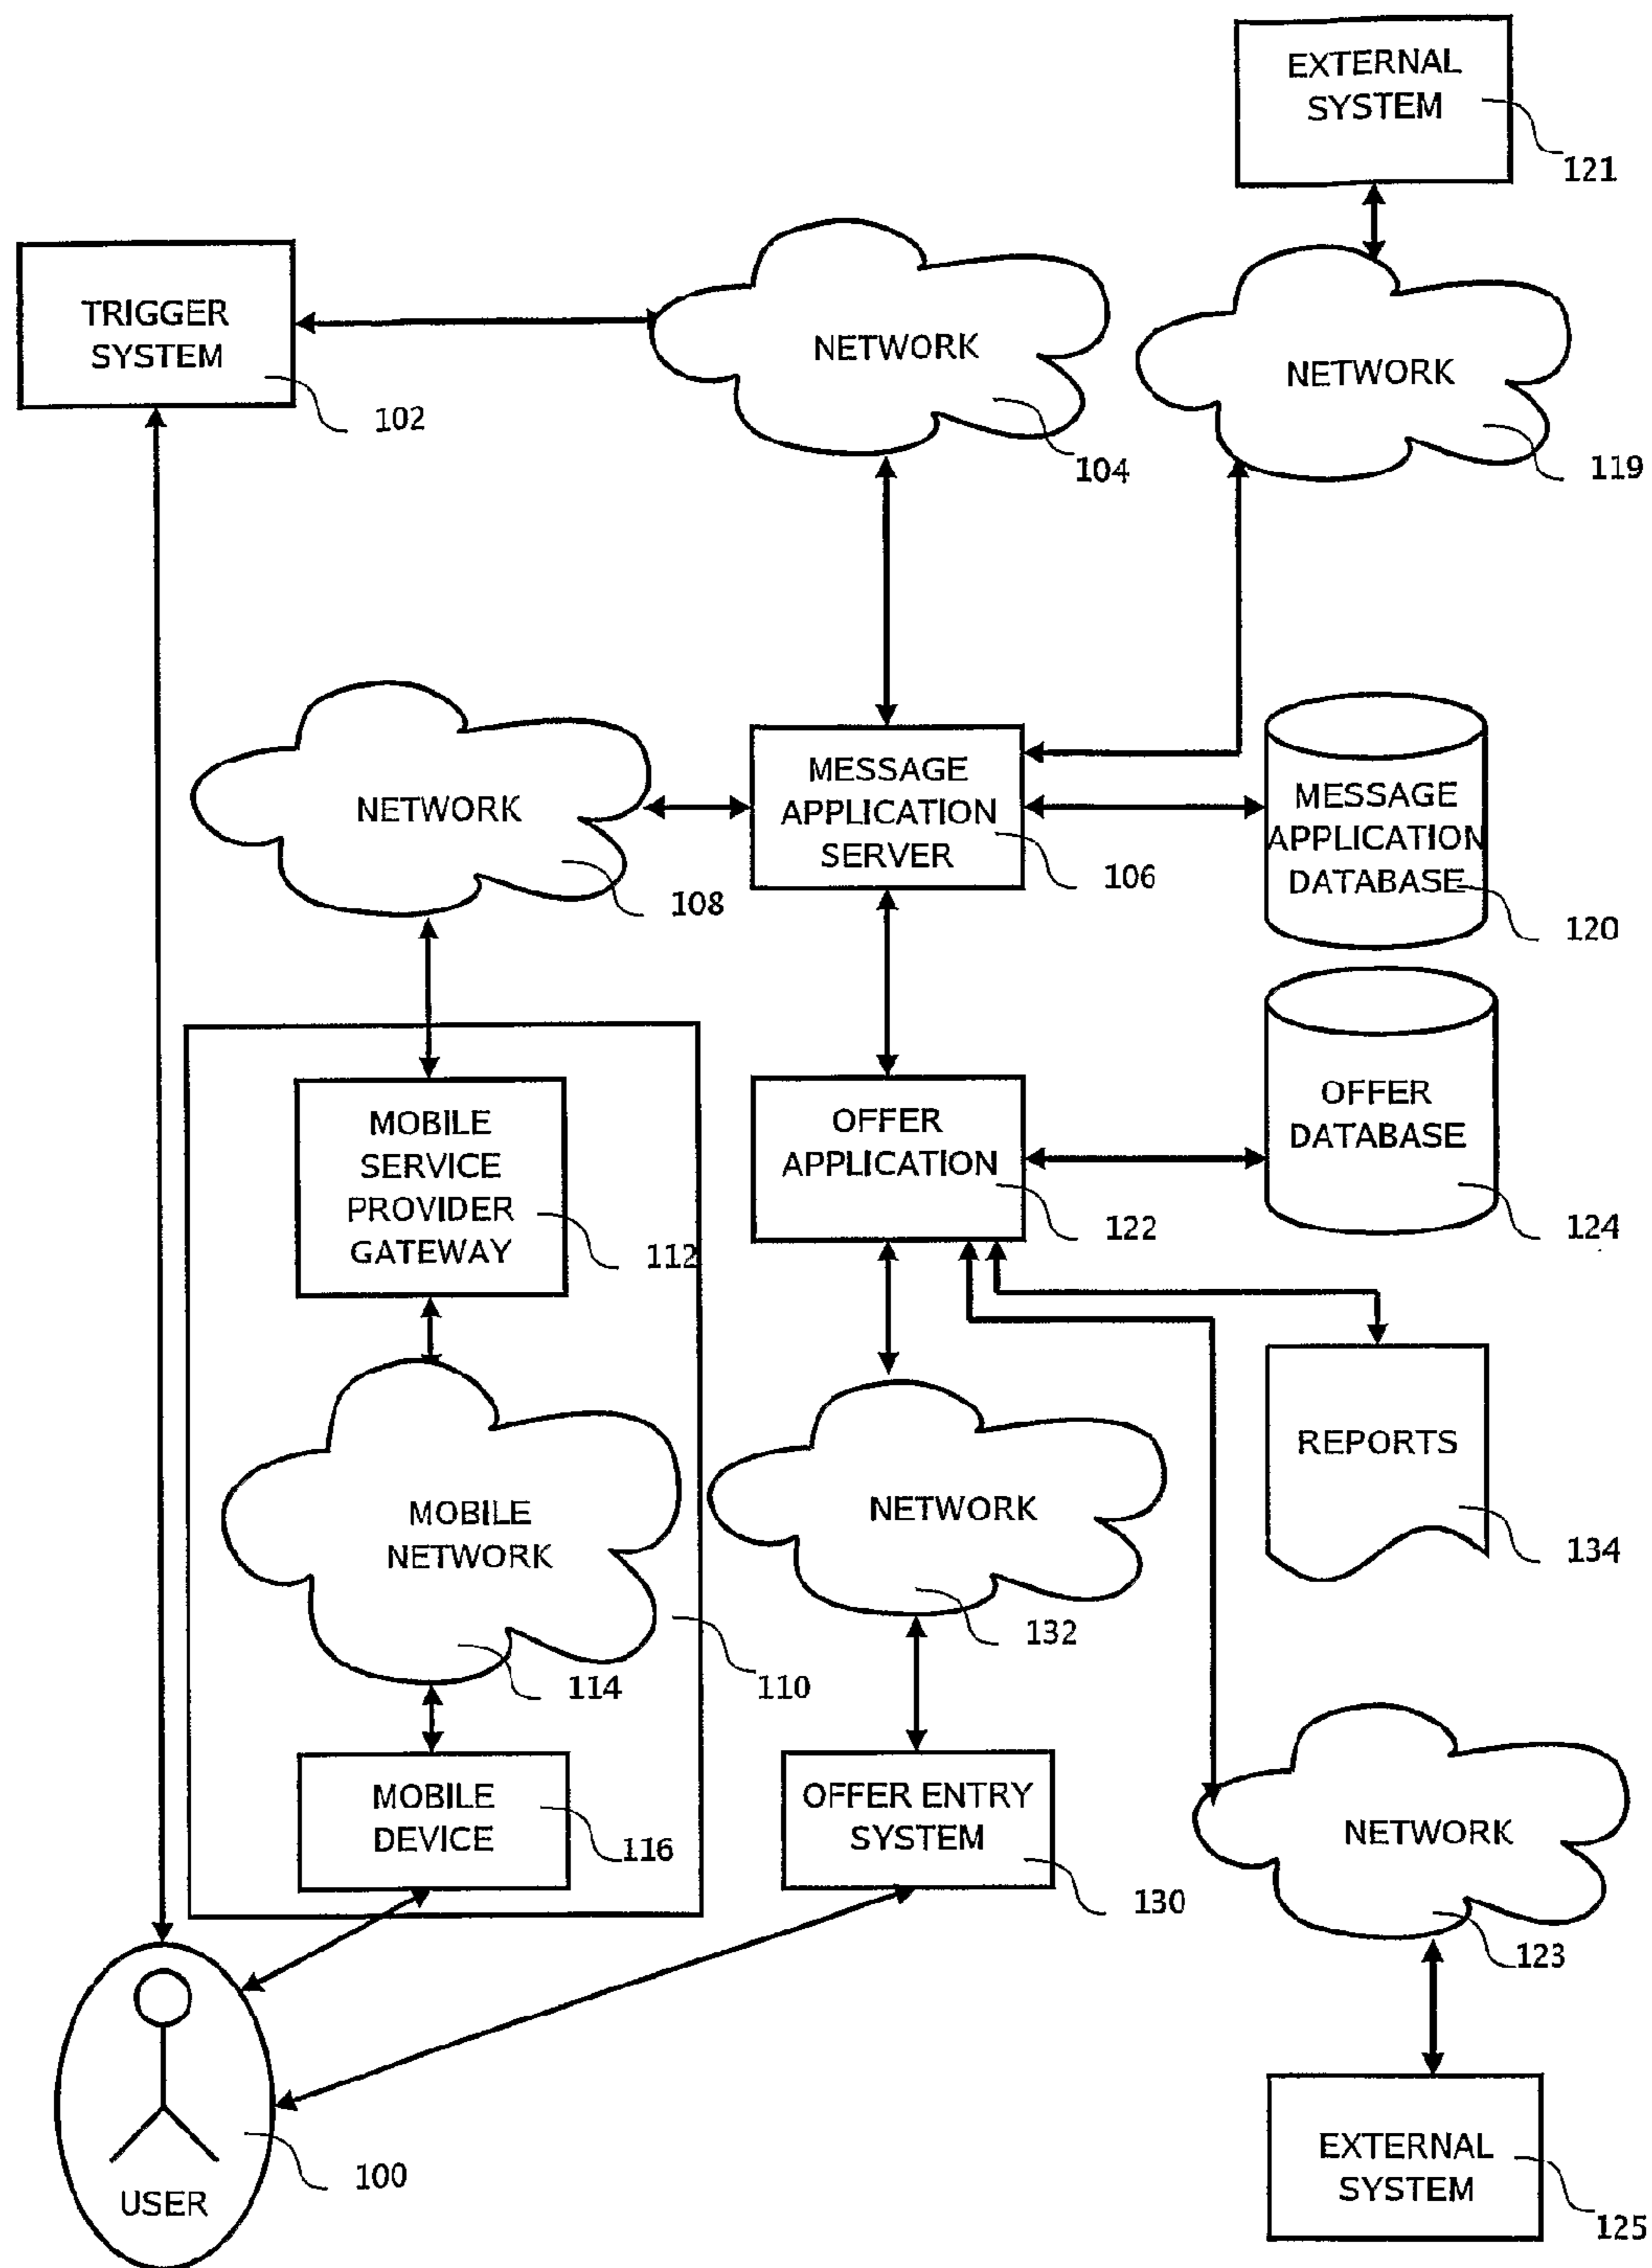 EXTERNAL
SYSTEM
121
TRIGGER
SYSTEM
102
NETWORK
104
NETWORK
119
NETWORK
108
MESSAGE
APPLICATION
SERVER
106
MESSAGE
APPLICATION
DATABASE
120
MOBILE
SERVICE
PROVIDER
GATEWAY
112
OFFER
APPLICATION
122
OFFER
DATABASE
124
MOBILE
NETWORK
114
110
NETWORK
132
REPORTS
134
MOBILE
DEVICE
116
OFFER ENTRY
SYSTEM
130
NETWORK
123
USER
100
EXTERNAL
SYSTEM
125